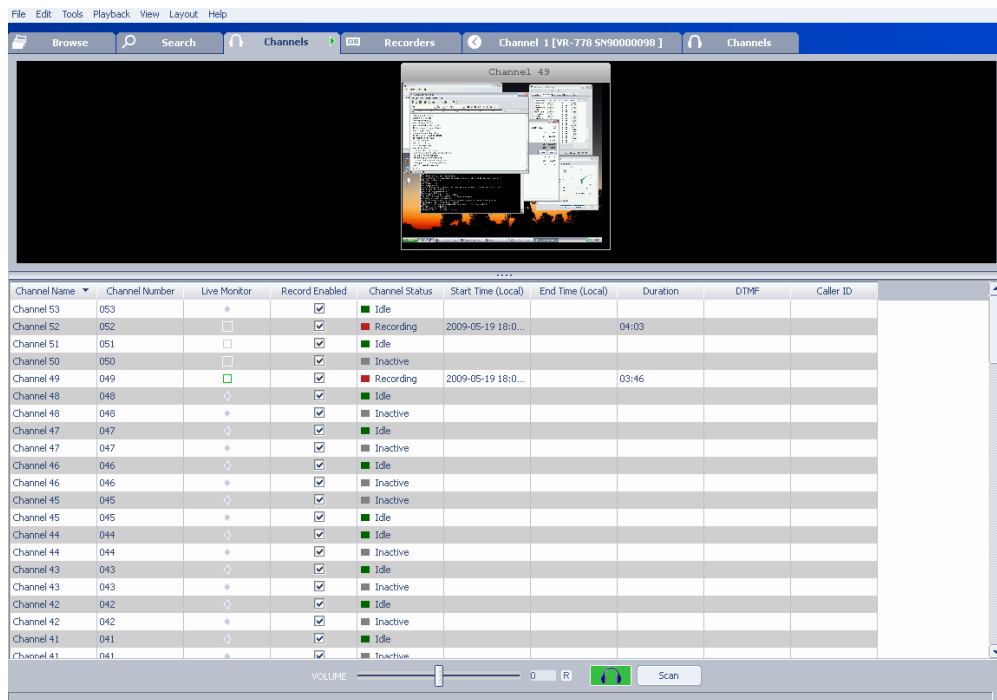 File Edit Tools Playback View Layout Help
Browse Search Channels Recorders Channel 1 [VR-778 SN90000098 ] Channels
Channel 49
Channel Name Channel Number Live Monitor Record Enabled Channel Status Start Time (Local) End Time (Local) Duration DTMF Caller ID
Channel 53 053 Idle
Channel 52 052 Recording 2009-05-19 18:0... 04:03
Channel 51 051 Idle
Channel 50 050 Inactive
Channel 49 049 Recording 2009-05-19 18:0... 03:46
Channel 48 048 Idle
Channel 48 048 Inactive
Channel 47 047 Idle
Channel 47 047 Inactive
Channel 46 046 Idle
Channel 46 046 Inactive
Channel 45 045 Inactive
Channel 45 045 Idle
Channel 44 044 Idle
Channel 44 044 Inactive
Channel 43 043 Idle
Channel 43 043 Inactive
Channel 42 042 Idle
Channel 42 042 Inactive
Channel 41 041 Idle
Channel 41 041 Inactive
VOLUME 0 R Scan